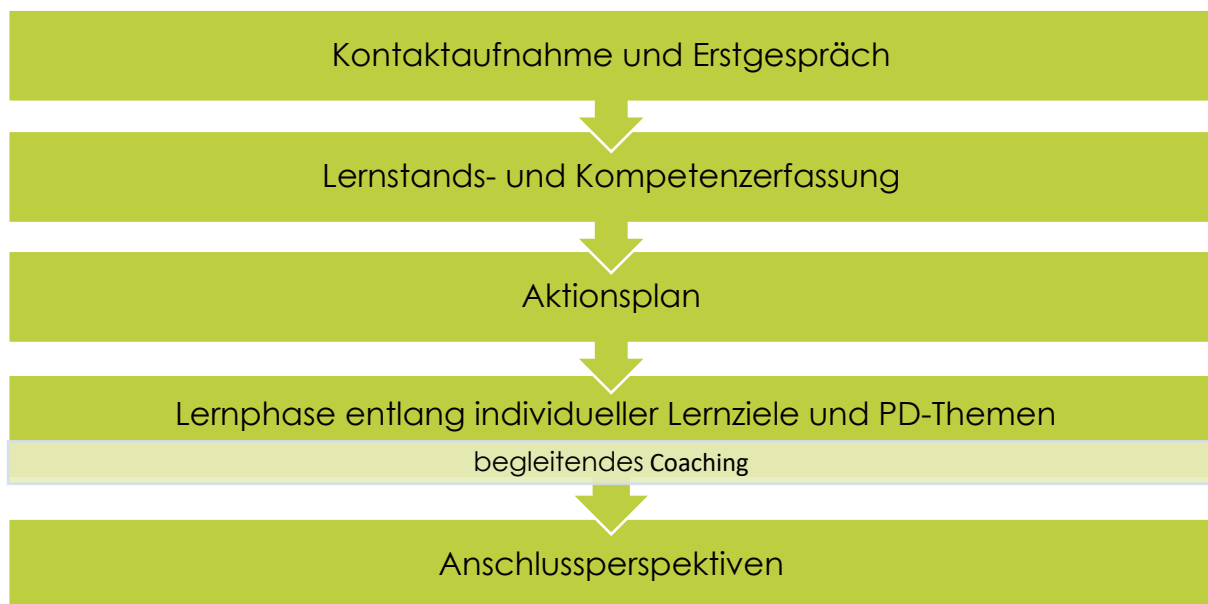 Kontaktaufnahme und Erstgespräch
Lernstands- und Kompetenzerfassung
Aktionsplan
Lernphase entlang individueller Lernziele und PD-Themen
begleitendes Coaching
Anschlussperspektiven